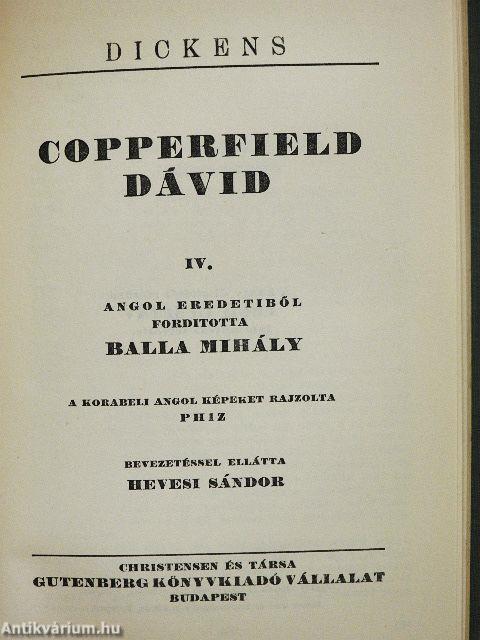 DICKENS
COPPERFIELD
DÁVID
IV.
ANGOL EREDETIBŐL
FORDITOTTA
BALLA MIHÁLY
A KORABELI ANGOL KÉPEKET RAJZOLTA
PHIZ
BEVEZETÉSSEL ELLÁTTA
HEVESI SÁNDOR
CHRISTENSEN ÉS TÁRSA
GUTENBERG KÖNYVKIADÓ VÁLLALAT
BUDAPEST
Antikvárium.hu